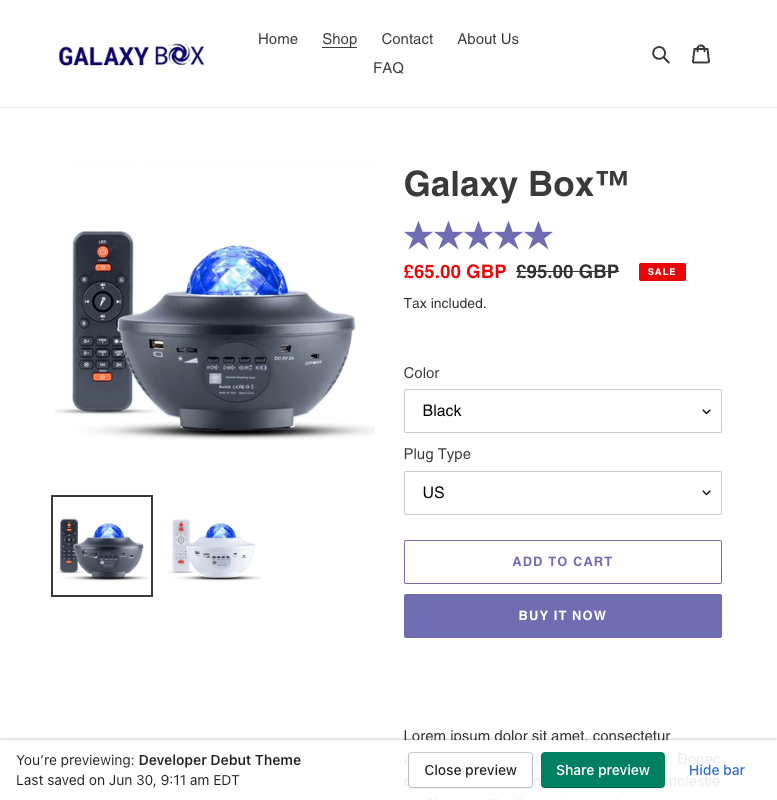 GALAXY BOX
Home Shop Contact About Us
FAQ
Galaxy Box™
★★★★★
£65.00 GBP £95.00 GBP SALE
Tax included.
Color
Black
Plug Type
US
ADD TO CART
BUY IT NOW
Lorem ipsum dolor sit amet, consectetur
You’re previewing: Developer Debut Theme
Last saved on Jun 30, 9:11 am EDT
Close preview
Share preview
Hide bar